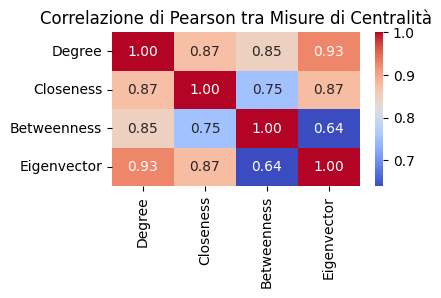 Correlazione di Pearson tra Misure di Centralità
Degree 1.00 0.87 0.85 0.93
Closeness 0.87 1.00 0.75 0.87
Betweenness 0.85 0.75 1.00 0.64
Eigenvector 0.93 0.87 0.64 1.00
Degree Closeness Betweenness Eigenvector
1.0
0.9
0.8
0.7